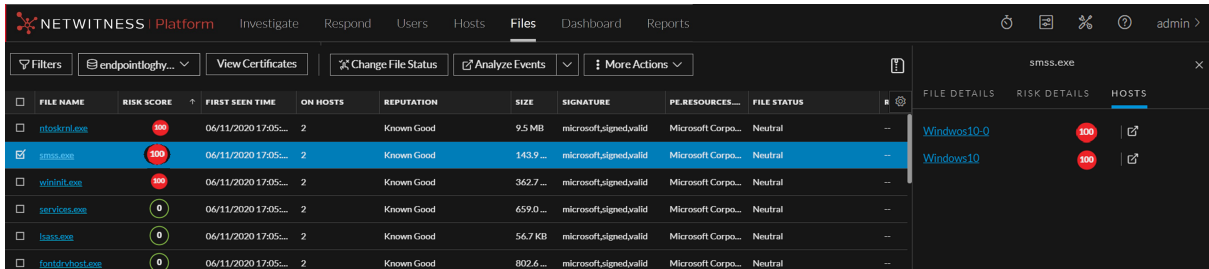 NETWITNESS | Platform Investigate Respond Users Hosts Files Dashboard Reports admin >
Filters endpointloghy... View Certificates Change File Status Analyze Events More Actions smss.exe
FILE DETAILS RISK DETAILS HOSTS
FILE NAME RISK SCORE ↑ FIRST SEEN TIME ON HOSTS REPUTATION SIZE SIGNATURE PE.RESOURCES.... FILE STATUS R
ntoskrnl.exe 100 06/11/2020 17:05:... 2 Known Good 9.5 MB microsoft,signed,valid Microsoft Corpo... Neutral --
smss.exe 100 06/11/2020 17:05:... 2 Known Good 143.9 ... microsoft,signed,valid Microsoft Corpo... Neutral --
wininit.exe 100 06/11/2020 17:05:... 2 Known Good 362.7 ... microsoft,signed,valid Microsoft Corpo... Neutral --
services.exe 0 06/11/2020 17:05:... 2 Known Good 659.0 ... microsoft,signed,valid Microsoft Corpo... Neutral --
lsass.exe 0 06/11/2020 17:05:... 2 Known Good 56.7 KB microsoft,signed,valid Microsoft Corpo... Neutral --
fontdrvhost.exe 0 06/11/2020 17:05:... 2 Known Good 802.6 ... microsoft,signed,valid Microsoft Corpo... Neutral --
Windwos10-0 100
Windows10 100